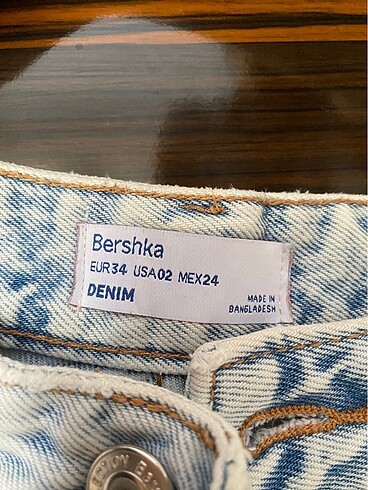 Bershka
EUR34 USA02 MEX24
DENIM
MADE IN
BANGLADESH